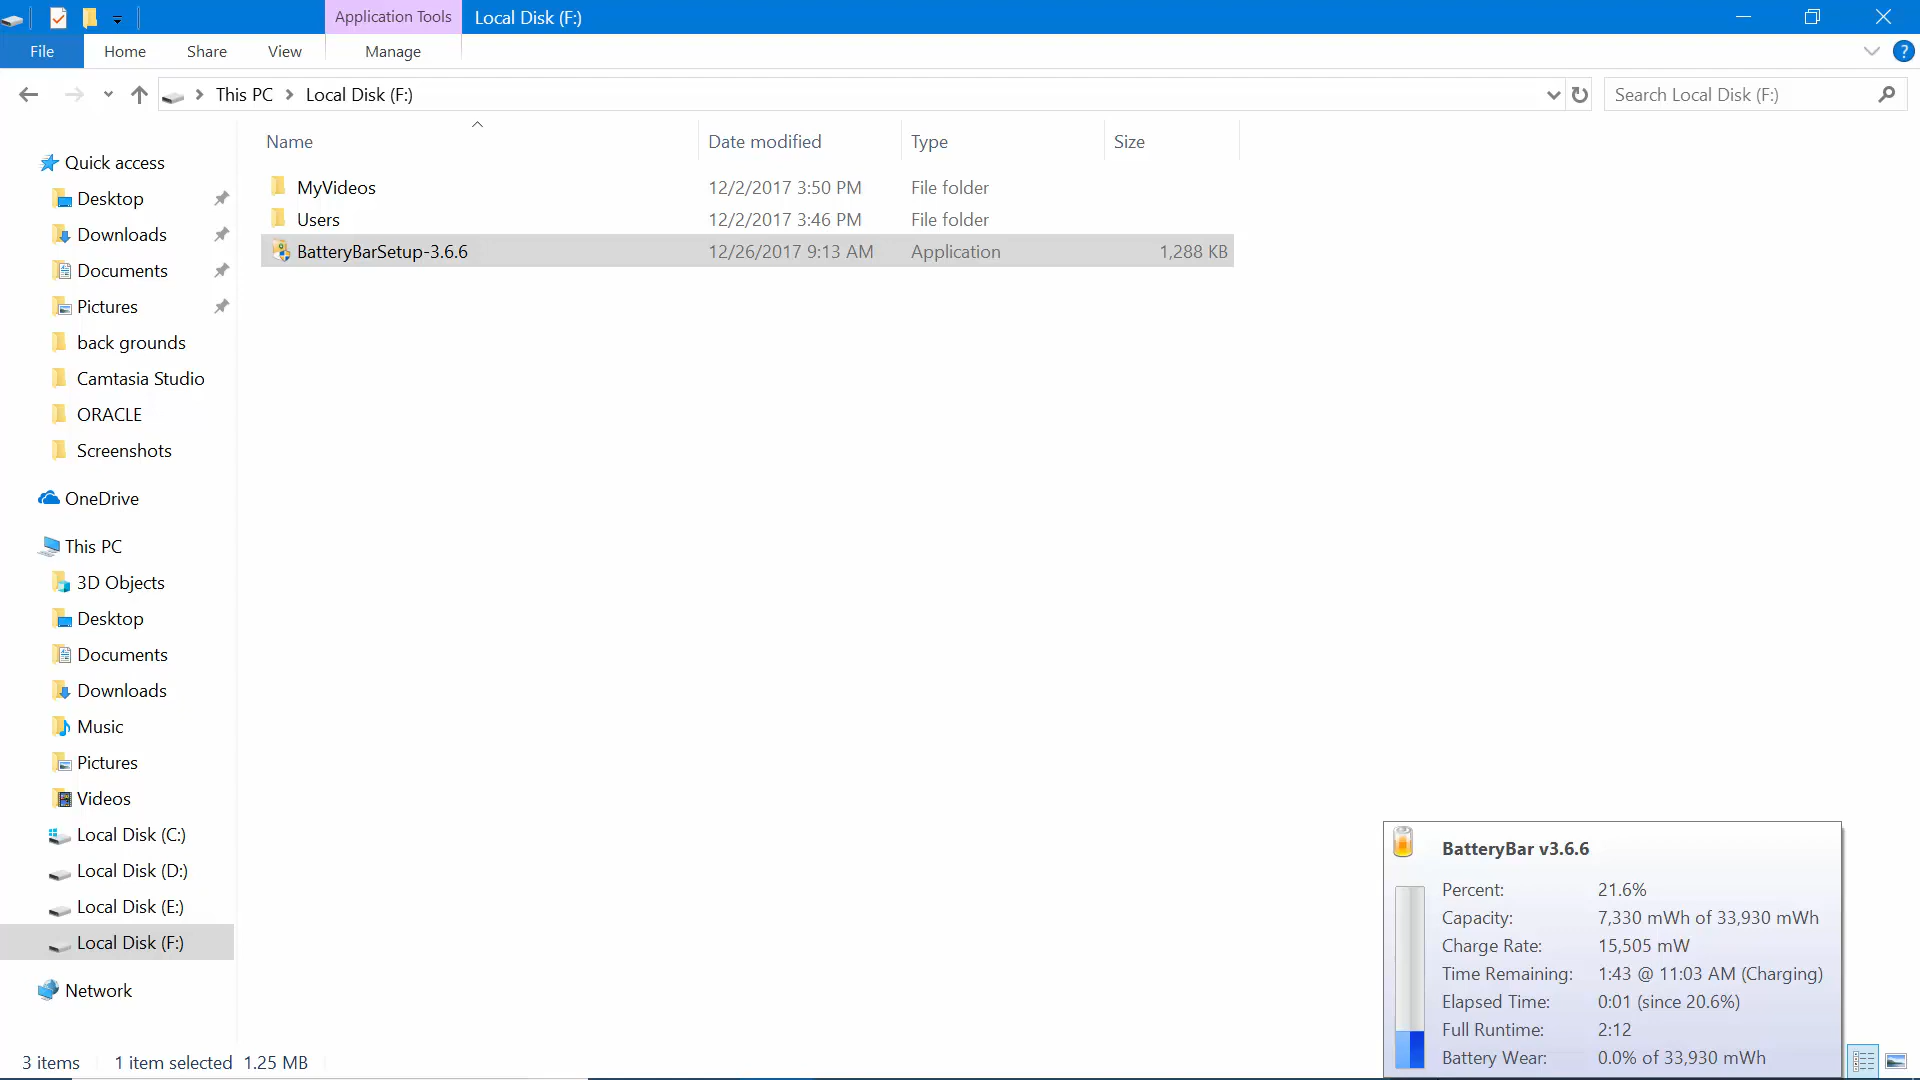 Application Tools
Local Disk (F:)
File
Home
Share
View
Manage
?
This PC
Local Disk (F:)
Search Local Disk (F:)
Name
Date modified
Type
Size
MyVideos
12/2/2017 3:50 PM
File folder
Users
12/2/2017 3:46 PM
File folder
BatteryBarSetup-3.6.6
12/26/2017 9:13 AM
Application
1,288 KB
Quick access
Desktop
Downloads
Documents
Pictures
back grounds
Camtasia Studio
ORACLE
Screenshots
OneDrive
This PC
3D Objects
Desktop
Documents
Downloads
Music
Pictures
Videos
Local Disk (C:)
Local Disk (D:)
Local Disk (E:)
Local Disk (F:)
Network
BatteryBar v3.6.6
Percent: 21.6%
Capacity: 7,330 mWh of 33,930 mWh
Charge Rate: 15,505 mW
Time Remaining: 1:43 @ 11:03 AM (Charging)
Elapsed Time: 0:01 (since 20.6%)
Full Runtime: 2:12
Battery Wear: 0.0% of 33,930 mWh
3 items
1 item selected 1.25 MB